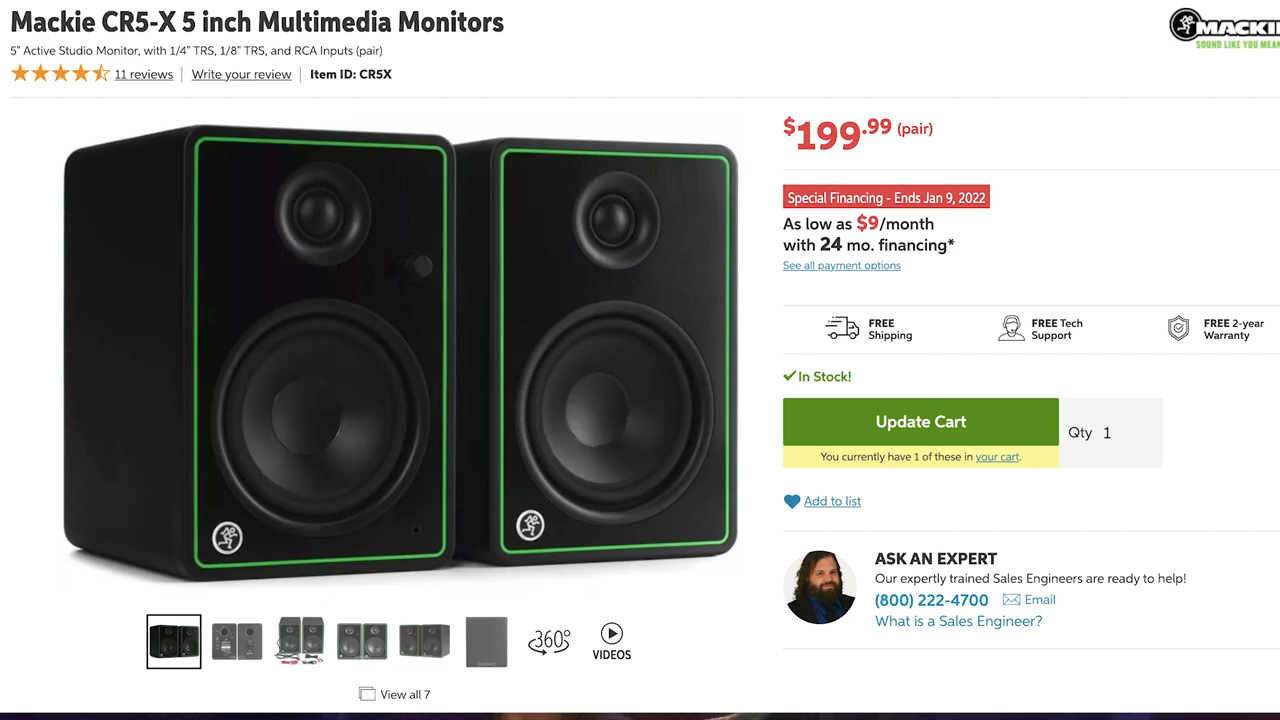 Mackie CR5-X 5 inch Multimedia Monitors
5" Active Studio Monitor, with 1/4" TRS, 1/8" TRS, and RCA Inputs (pair)
11 reviews | Write your review | Item ID: CR5X
MACKI
SOUND LIKE YOU MEAN
$199.99 (pair)
Special Financing - Ends Jan 9, 2022
As low as $9/month
with 24 mo. financing*
See all payment options
FREE
Shipping
FREE Tech
Support
FREE 2-year
Warranty
In Stock!
Update Cart
Qty 1
You currently have 1 of these in your cart.
Add to list
ASK AN EXPERT
Our expertly trained Sales Engineers are ready to help!
(800) 222-4700 Email
What is a Sales Engineer?
360°
VIDEOS
View all 7